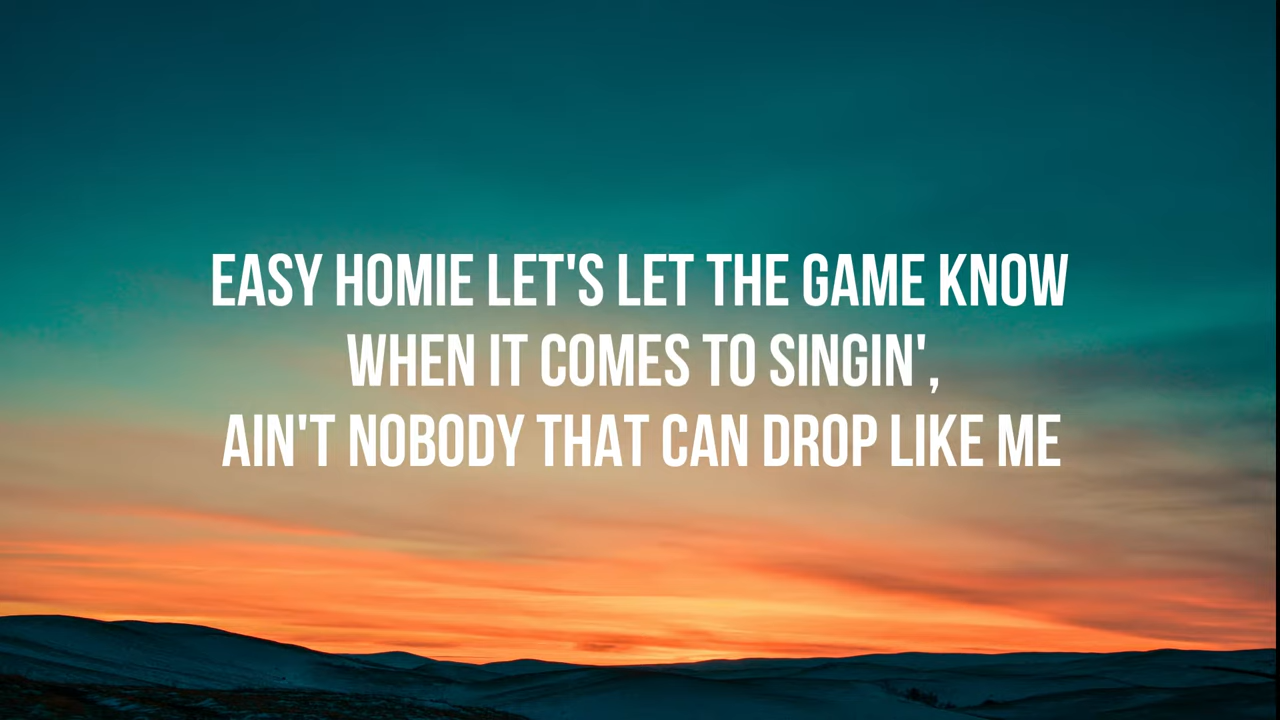 EASY HOMIE LET'S LET THE GAME KNOW
WHEN IT COMES TO SINGIN',
AIN'T NOBODY THAT CAN DROP LIKE ME